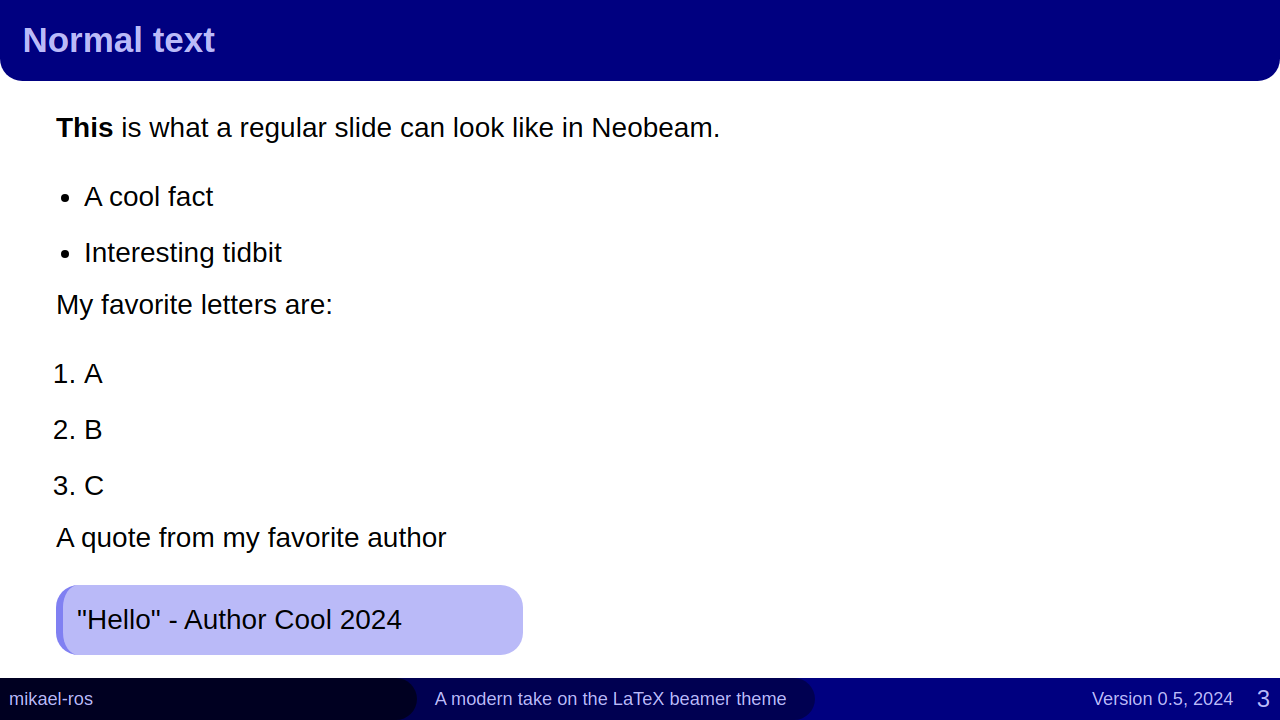 Normal text
This is what a regular slide can look like in Neobeam.
• A cool fact
• Interesting tidbit
My favorite letters are:
1. A
2. B
3. C
A quote from my favorite author
"Hello" - Author Cool 2024
mikael-ros
A modern take on the LaTeX beamer theme
Version 0.5, 2024
3